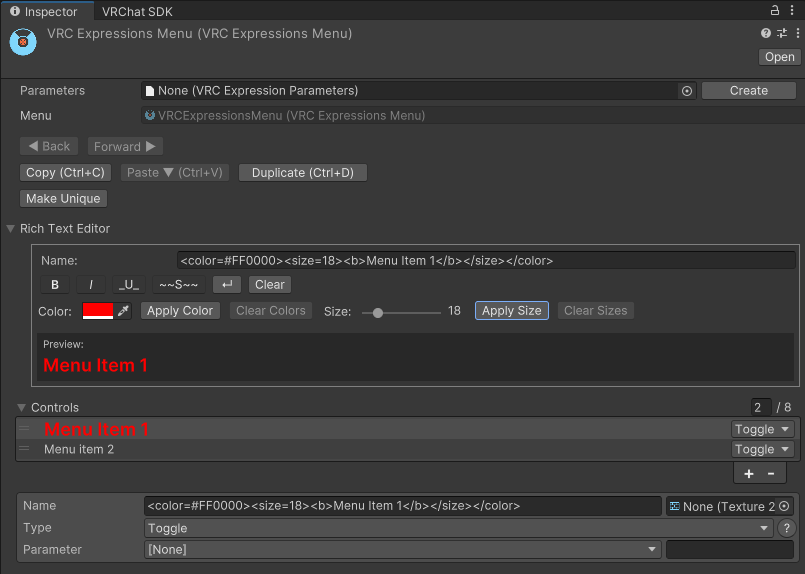 Inspector VRChat SDK
VRC Expressions Menu (VRC Expressions Menu)
Open
Parameters None (VRC Expression Parameters) Create
Menu VRCExpressionsMenu (VRC Expressions Menu)
◀ Back Forward ▶
Copy (Ctrl+C) Paste ▼ (Ctrl+V) Duplicate (Ctrl+D)
Make Unique
Rich Text Editor
Name: <color=#FF0000><size=18><b>Menu Item 1</b></size></color>
B I _U_ ~~S~~ ↵ Clear
Color: Apply Color Clear Colors Size: 18 Apply Size Clear Sizes
Preview:
Menu Item 1
Controls 2 / 8
Menu Item 1 Toggle
Menu item 2 Toggle
+ -
Name <color=#FF0000><size=18><b>Menu Item 1</b></size></color> None (Texture 2
Type Toggle ?
Parameter [None]